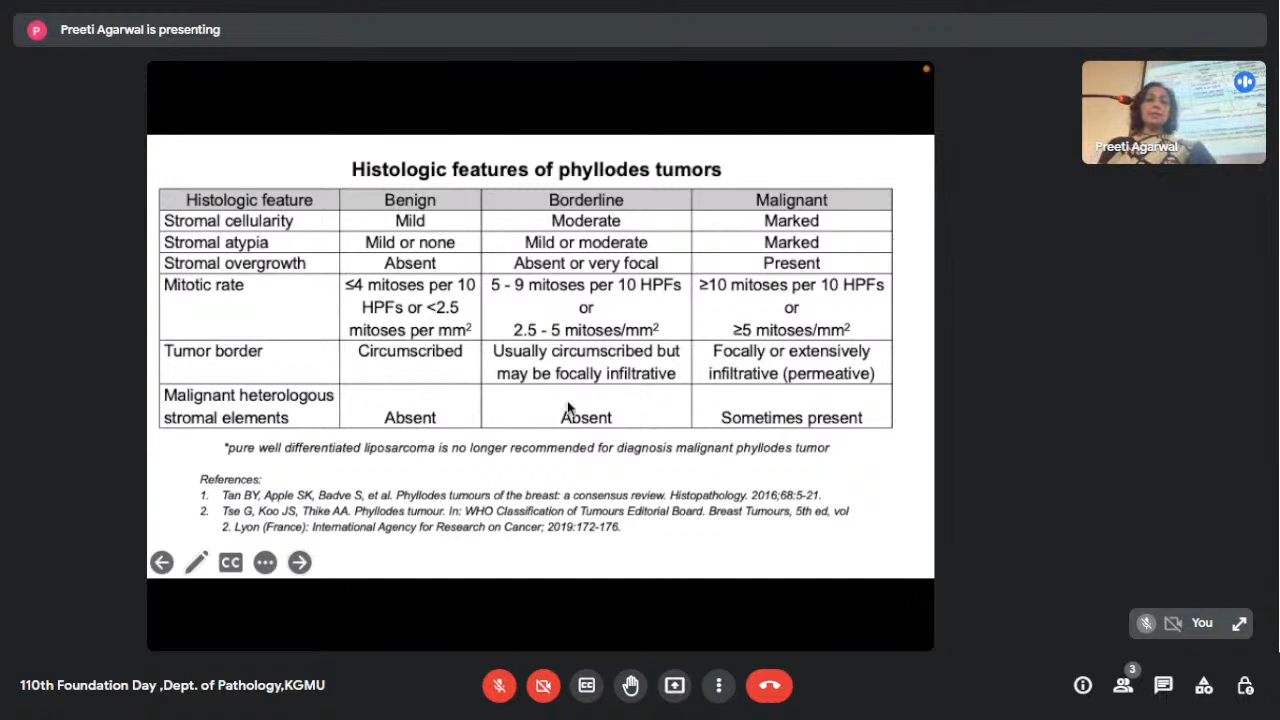 P Preeti Agarwal is presenting
Preeti Agarwal
Histologic features of phyllodes tumors
Histologic feature Benign Borderline Malignant
Stromal cellularity Mild Moderate Marked
Stromal atypia Mild or none Mild or moderate Marked
Stromal overgrowth Absent Absent or very focal Present
Mitotic rate ≤4 mitoses per 10 5 - 9 mitoses per 10 HPFs ≥10 mitoses per 10 HPFs
HPFs or <2.5 or or
mitoses per mm² 2.5 - 5 mitoses/mm² ≥5 mitoses/mm²
Tumor border Circumscribed Usually circumscribed but Focally or extensively
may be focally infiltrative infiltrative (permeative)
Malignant heterologous
stromal elements Absent Absent Sometimes present
*pure well differentiated liposarcoma is no longer recommended for diagnosis malignant phyllodes tumor
References:
1. Tan BY, Apple SK, Badve S, et al. Phyllodes tumours of the breast: a consensus review. Histopathology. 2016;68:5-21.
2. Tse G, Koo JS, Thike AA. Phyllodes tumour. In: WHO Classification of Tumours Editorial Board. Breast Tumours, 5th ed, vol
2. Lyon (France): International Agency for Research on Cancer; 2019:172-176.
CC
You
3
110th Foundation Day ,Dept. of Pathology,KGMU